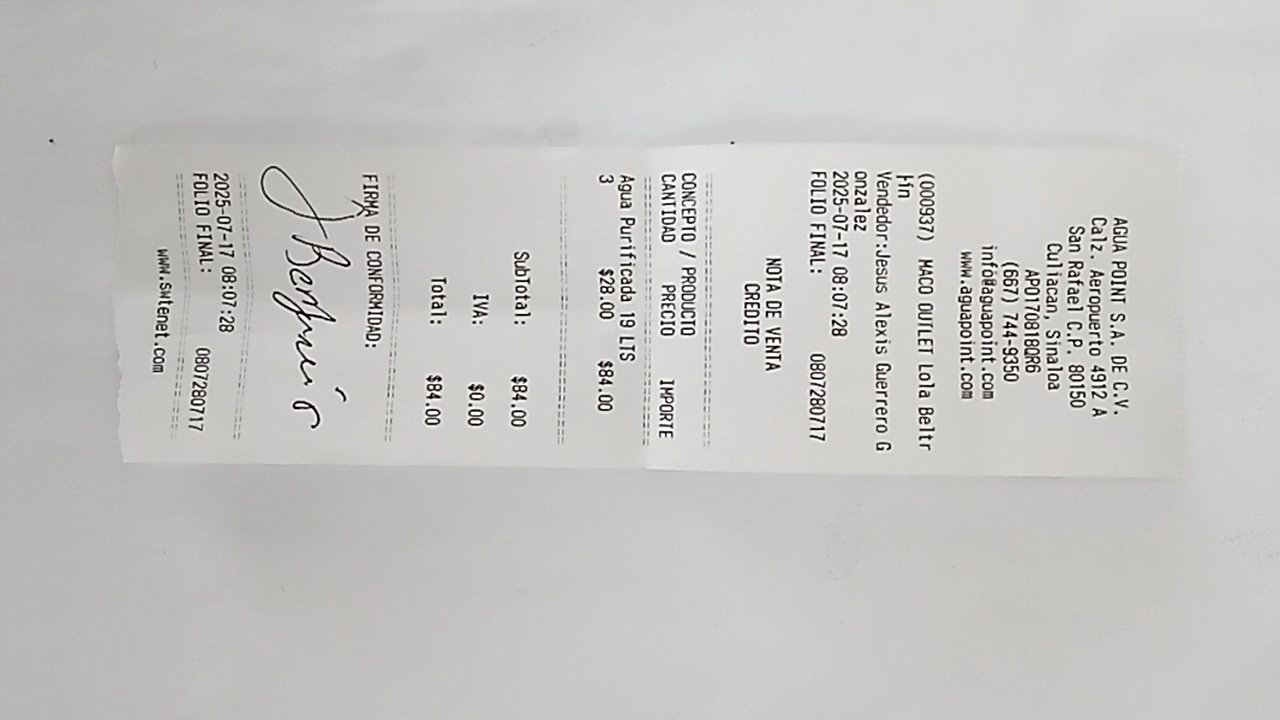 AGUA POINT S.A. DE C.V.
Calz. Aeropuerto 4912 A
San Rafael C.P. 80150
Culiacan, Sinaloa
APO1708180R6
(667) 744-9350
info@aguapoint.com
www.aguapoint.com
(000937) MACO OUTLET Lola Beltr
Vendedor:Jesus Alexis Guerrero G
onzalez
2025-07-17 08:07:28
FOLIO FINAL: 0807280717
NOTA DE VENTA
CREDITO
CONCEPTO / PRODUCTO
CANTIDAD PRECIO IMPORTE
Agua Purificada 19 LTS
3 $28.00 $84.00
SubTotal: $84.00
IVA: $0.00
Total: $84.00
FIRMA DE CONFORMIDAD:
2025-07-17 08:07:28
FOLIO FINAL: 0807280717
www.swtenet.com